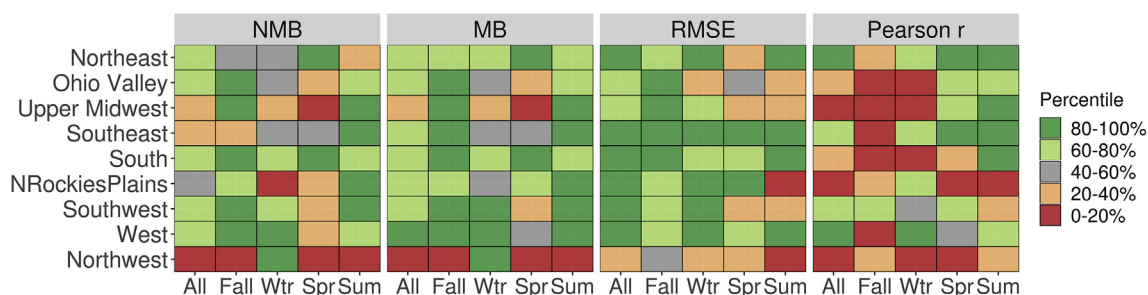 NMB MB RMSE Pearson r
Northeast
Ohio Valley
Upper Midwest
Southeast
South
NRockiesPlains
Southwest
West
Northwest
Percentile
80-100%
60-80%
40-60%
20-40%
0-20%
All Fall Wtr Spr Sum All Fall Wtr Spr Sum All Fall Wtr Spr Sum All Fall Wtr Spr Sum